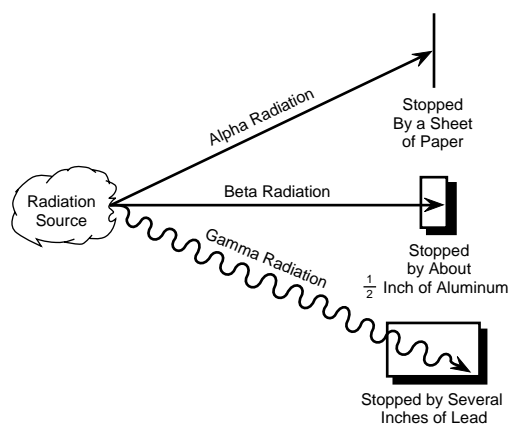 Alpha Radiation
Stopped
By a Sheet
of Paper
Radiation
Source
Beta Radiation
Stopped
by About
1/2 Inch of Aluminum
Gamma Radiation
Stopped by Several
Inches of Lead